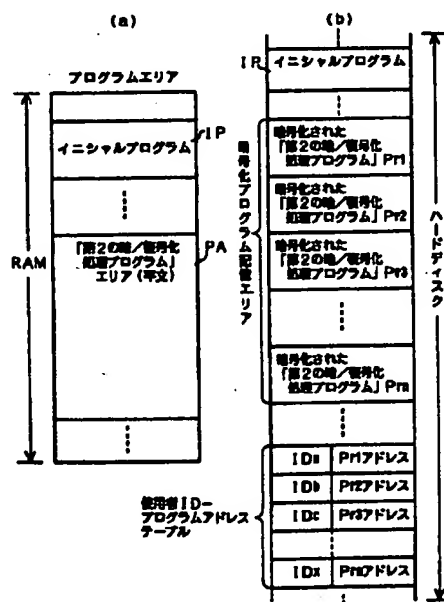 (a)
プログラムエリア
IP
イニシャルプログラム
RAM
PA
「第2の暗/復号化
処理プログラム」
エリア(平文)
(b)
IP
イニシャルプログラム
暗号化プログラム記憶エリア
暗号化された
「第2の暗/復号化
処理プログラム」Pr1
暗号化された
「第2の暗/復号化
処理プログラム」Pr2
暗号化された
「第2の暗/復号化
処理プログラム」Pr3
暗号化された
「第2の暗/復号化
処理プログラム」Prn
ハードディスク
使用者ID-
プログラムアドレス
テーブル
IDa Pr1アドレス
IDb Pr2アドレス
IDc Pr3アドレス
IDx Prnアドレス